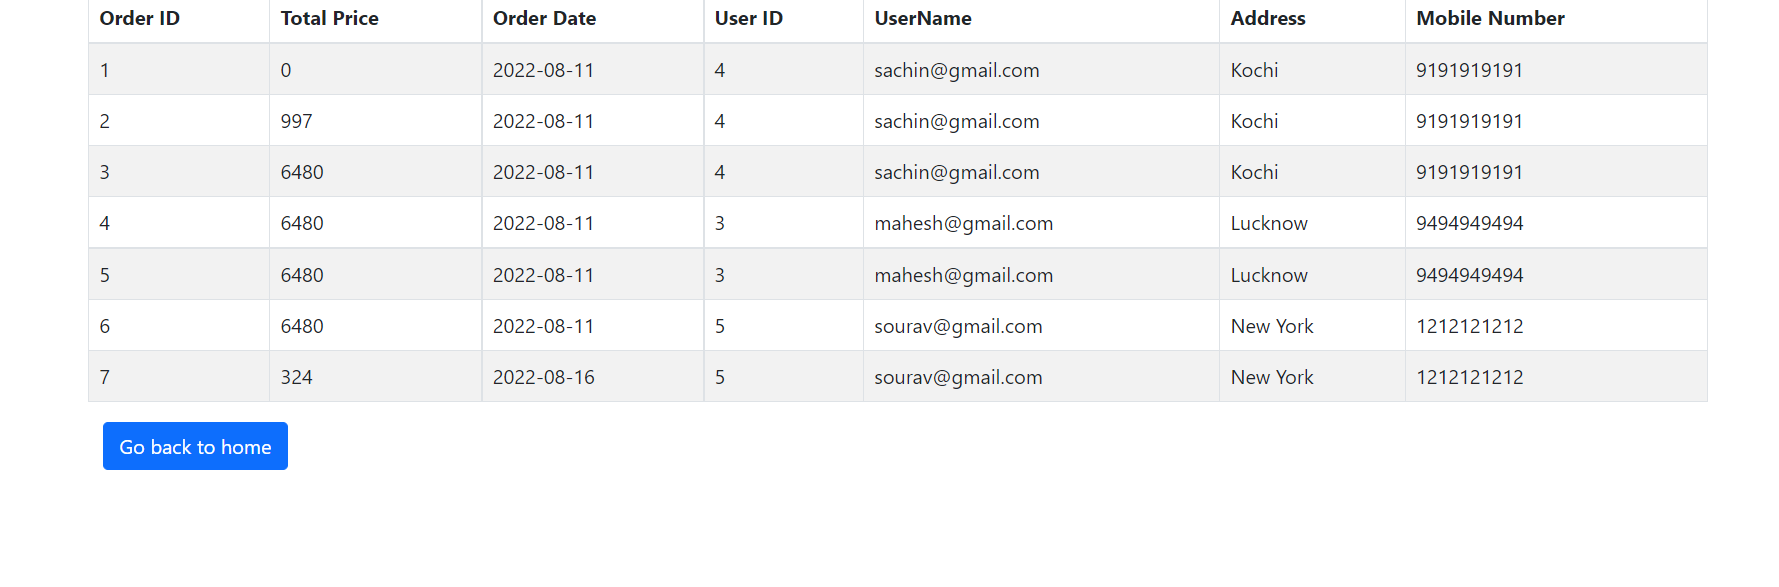 Order ID Total Price Order Date User ID UserName Address Mobile Number
1 0 2022-08-11 4 sachin@gmail.com Kochi 9191919191
2 997 2022-08-11 4 sachin@gmail.com Kochi 9191919191
3 6480 2022-08-11 4 sachin@gmail.com Kochi 9191919191
4 6480 2022-08-11 3 mahesh@gmail.com Lucknow 9494949494
5 6480 2022-08-11 3 mahesh@gmail.com Lucknow 9494949494
6 6480 2022-08-11 5 sourav@gmail.com New York 1212121212
7 324 2022-08-16 5 sourav@gmail.com New York 1212121212
Go back to home